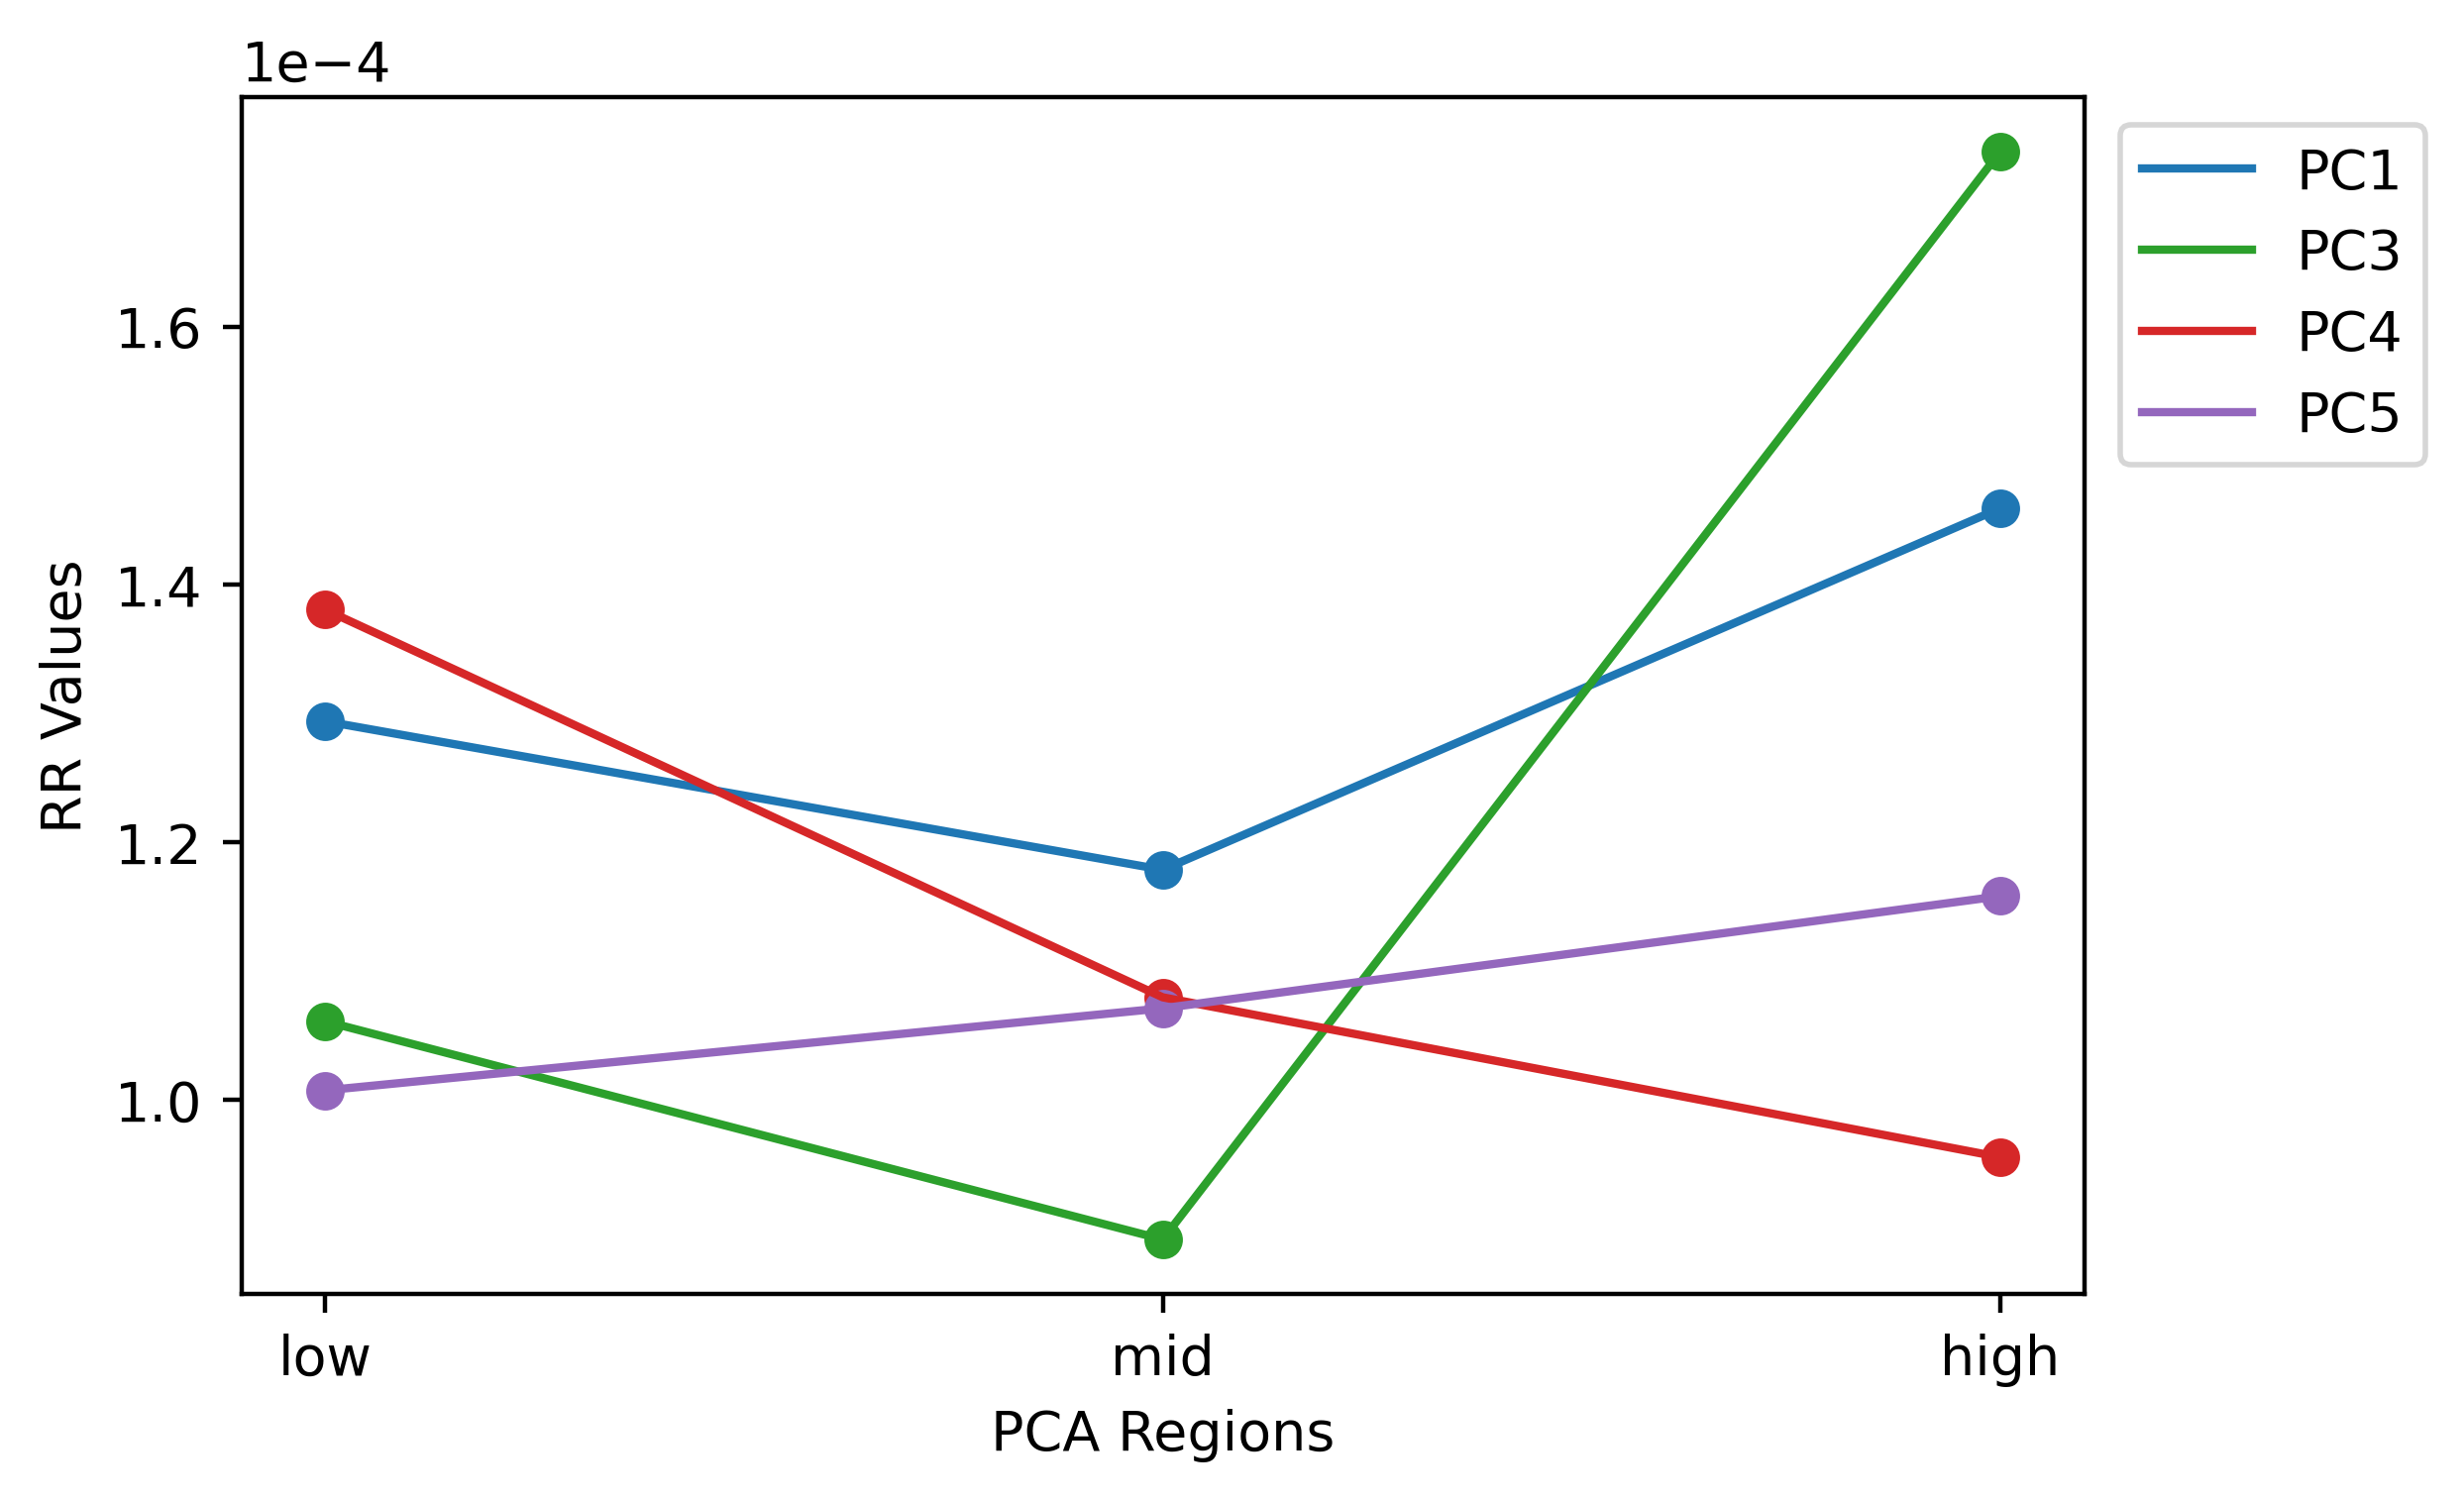 1e−4
1.6
1.4
1.2
1.0
RR Values
low
mid
high
PCA Regions
PC1
PC3
PC4
PC5